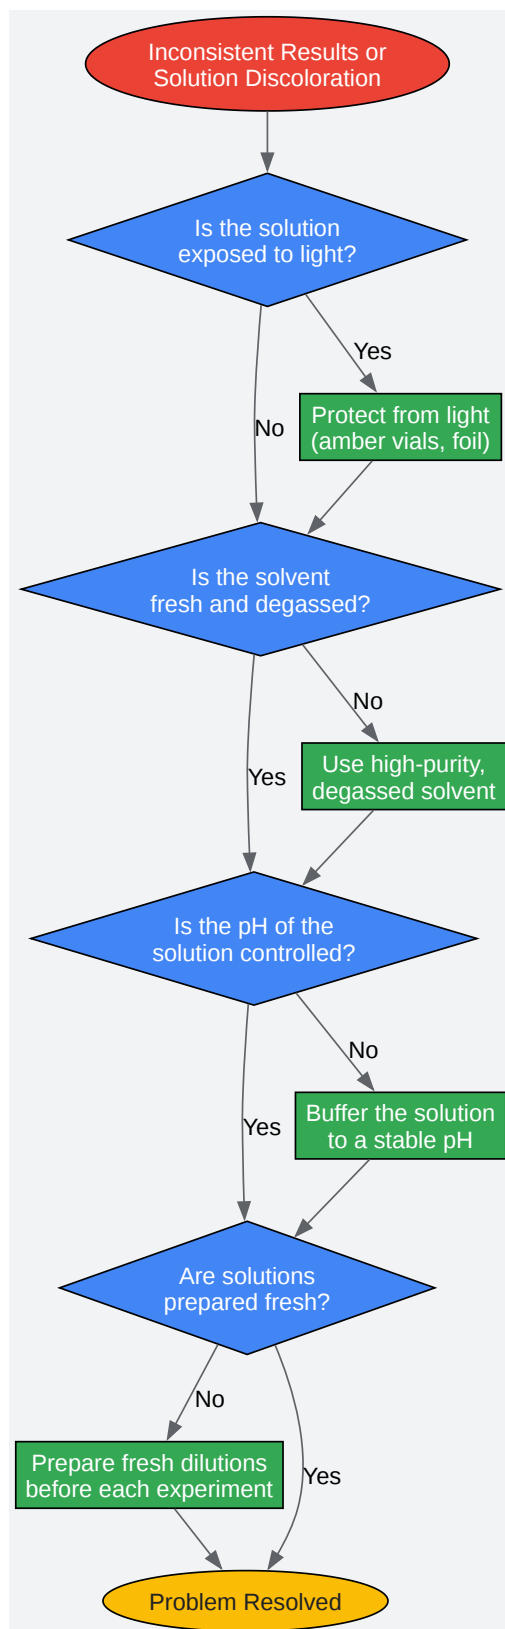 Inconsistent Results or
Solution Discoloration
Is the solution
exposed to light?
Yes
Protect from light
(amber vials, foil)
No
Is the solvent
fresh and degassed?
No
Use high-purity,
degassed solvent
Yes
Is the pH of the
solution controlled?
No
Buffer the solution
to a stable pH
Yes
Are solutions
prepared fresh?
No
Prepare fresh dilutions
before each experiment
Yes
Problem Resolved